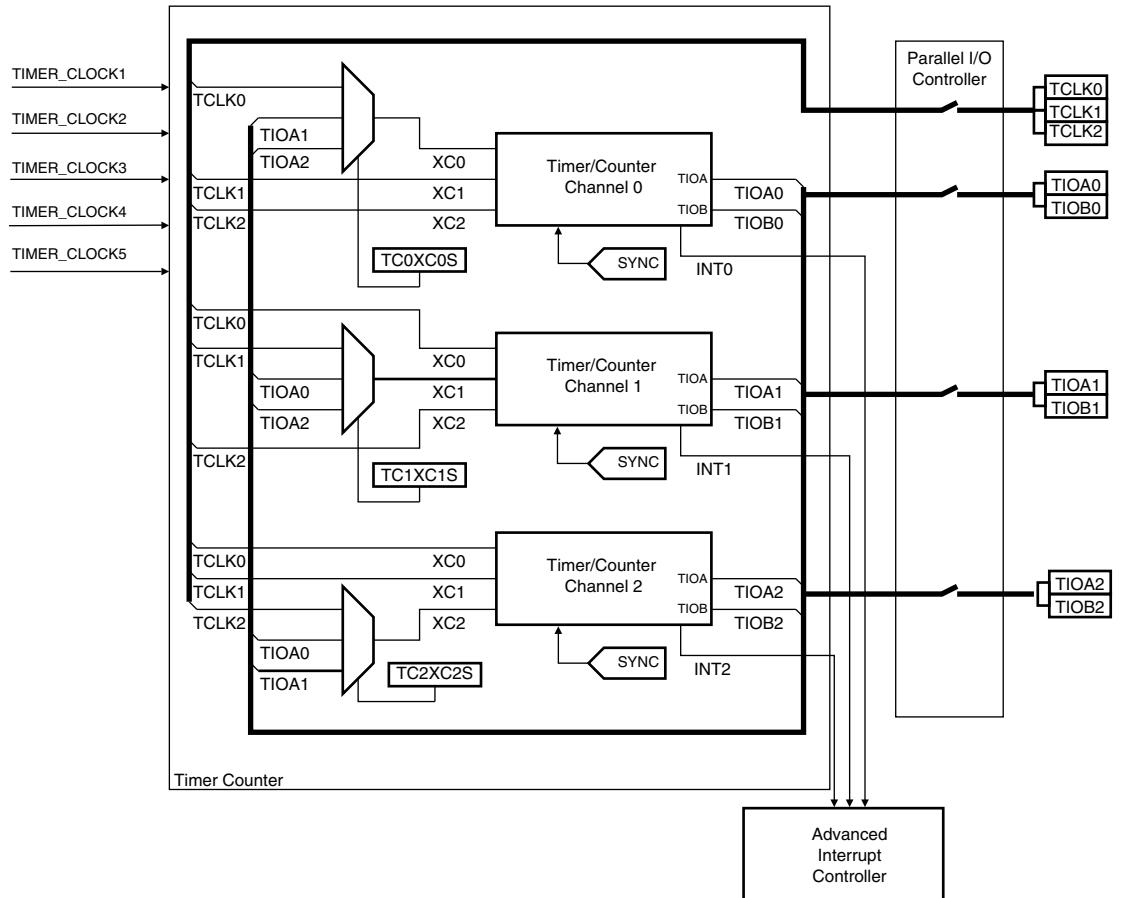 TIMER_CLOCK1
TIMER_CLOCK2
TIMER_CLOCK3
TIMER_CLOCK4
TIMER_CLOCK5
TCLK0
TIOA1
TIOA2
TCLK1
TCLK2
XC0
XC1
XC2
TC0XC0S
Timer/Counter
Channel 0
TIOA
TIOB
TIOA0
TIOB0
SYNC
INT0
TCLK0
TCLK1
TIOA0
TIOA2
TCLK2
XC0
XC1
XC2
TC1XC1S
Timer/Counter
Channel 1
TIOA
TIOB
TIOA1
TIOB1
SYNC
INT1
TCLK0
TCLK1
TCLK2
TIOA0
TIOA1
XC0
XC1
XC2
TC2XC2S
Timer/Counter
Channel 2
TIOA
TIOB
TIOA2
TIOB2
SYNC
INT2
Timer Counter
Parallel I/O
Controller
TCLK0
TCLK1
TCLK2
TIOA0
TIOB0
TIOA1
TIOB1
TIOA2
TIOB2
Advanced
Interrupt
Controller